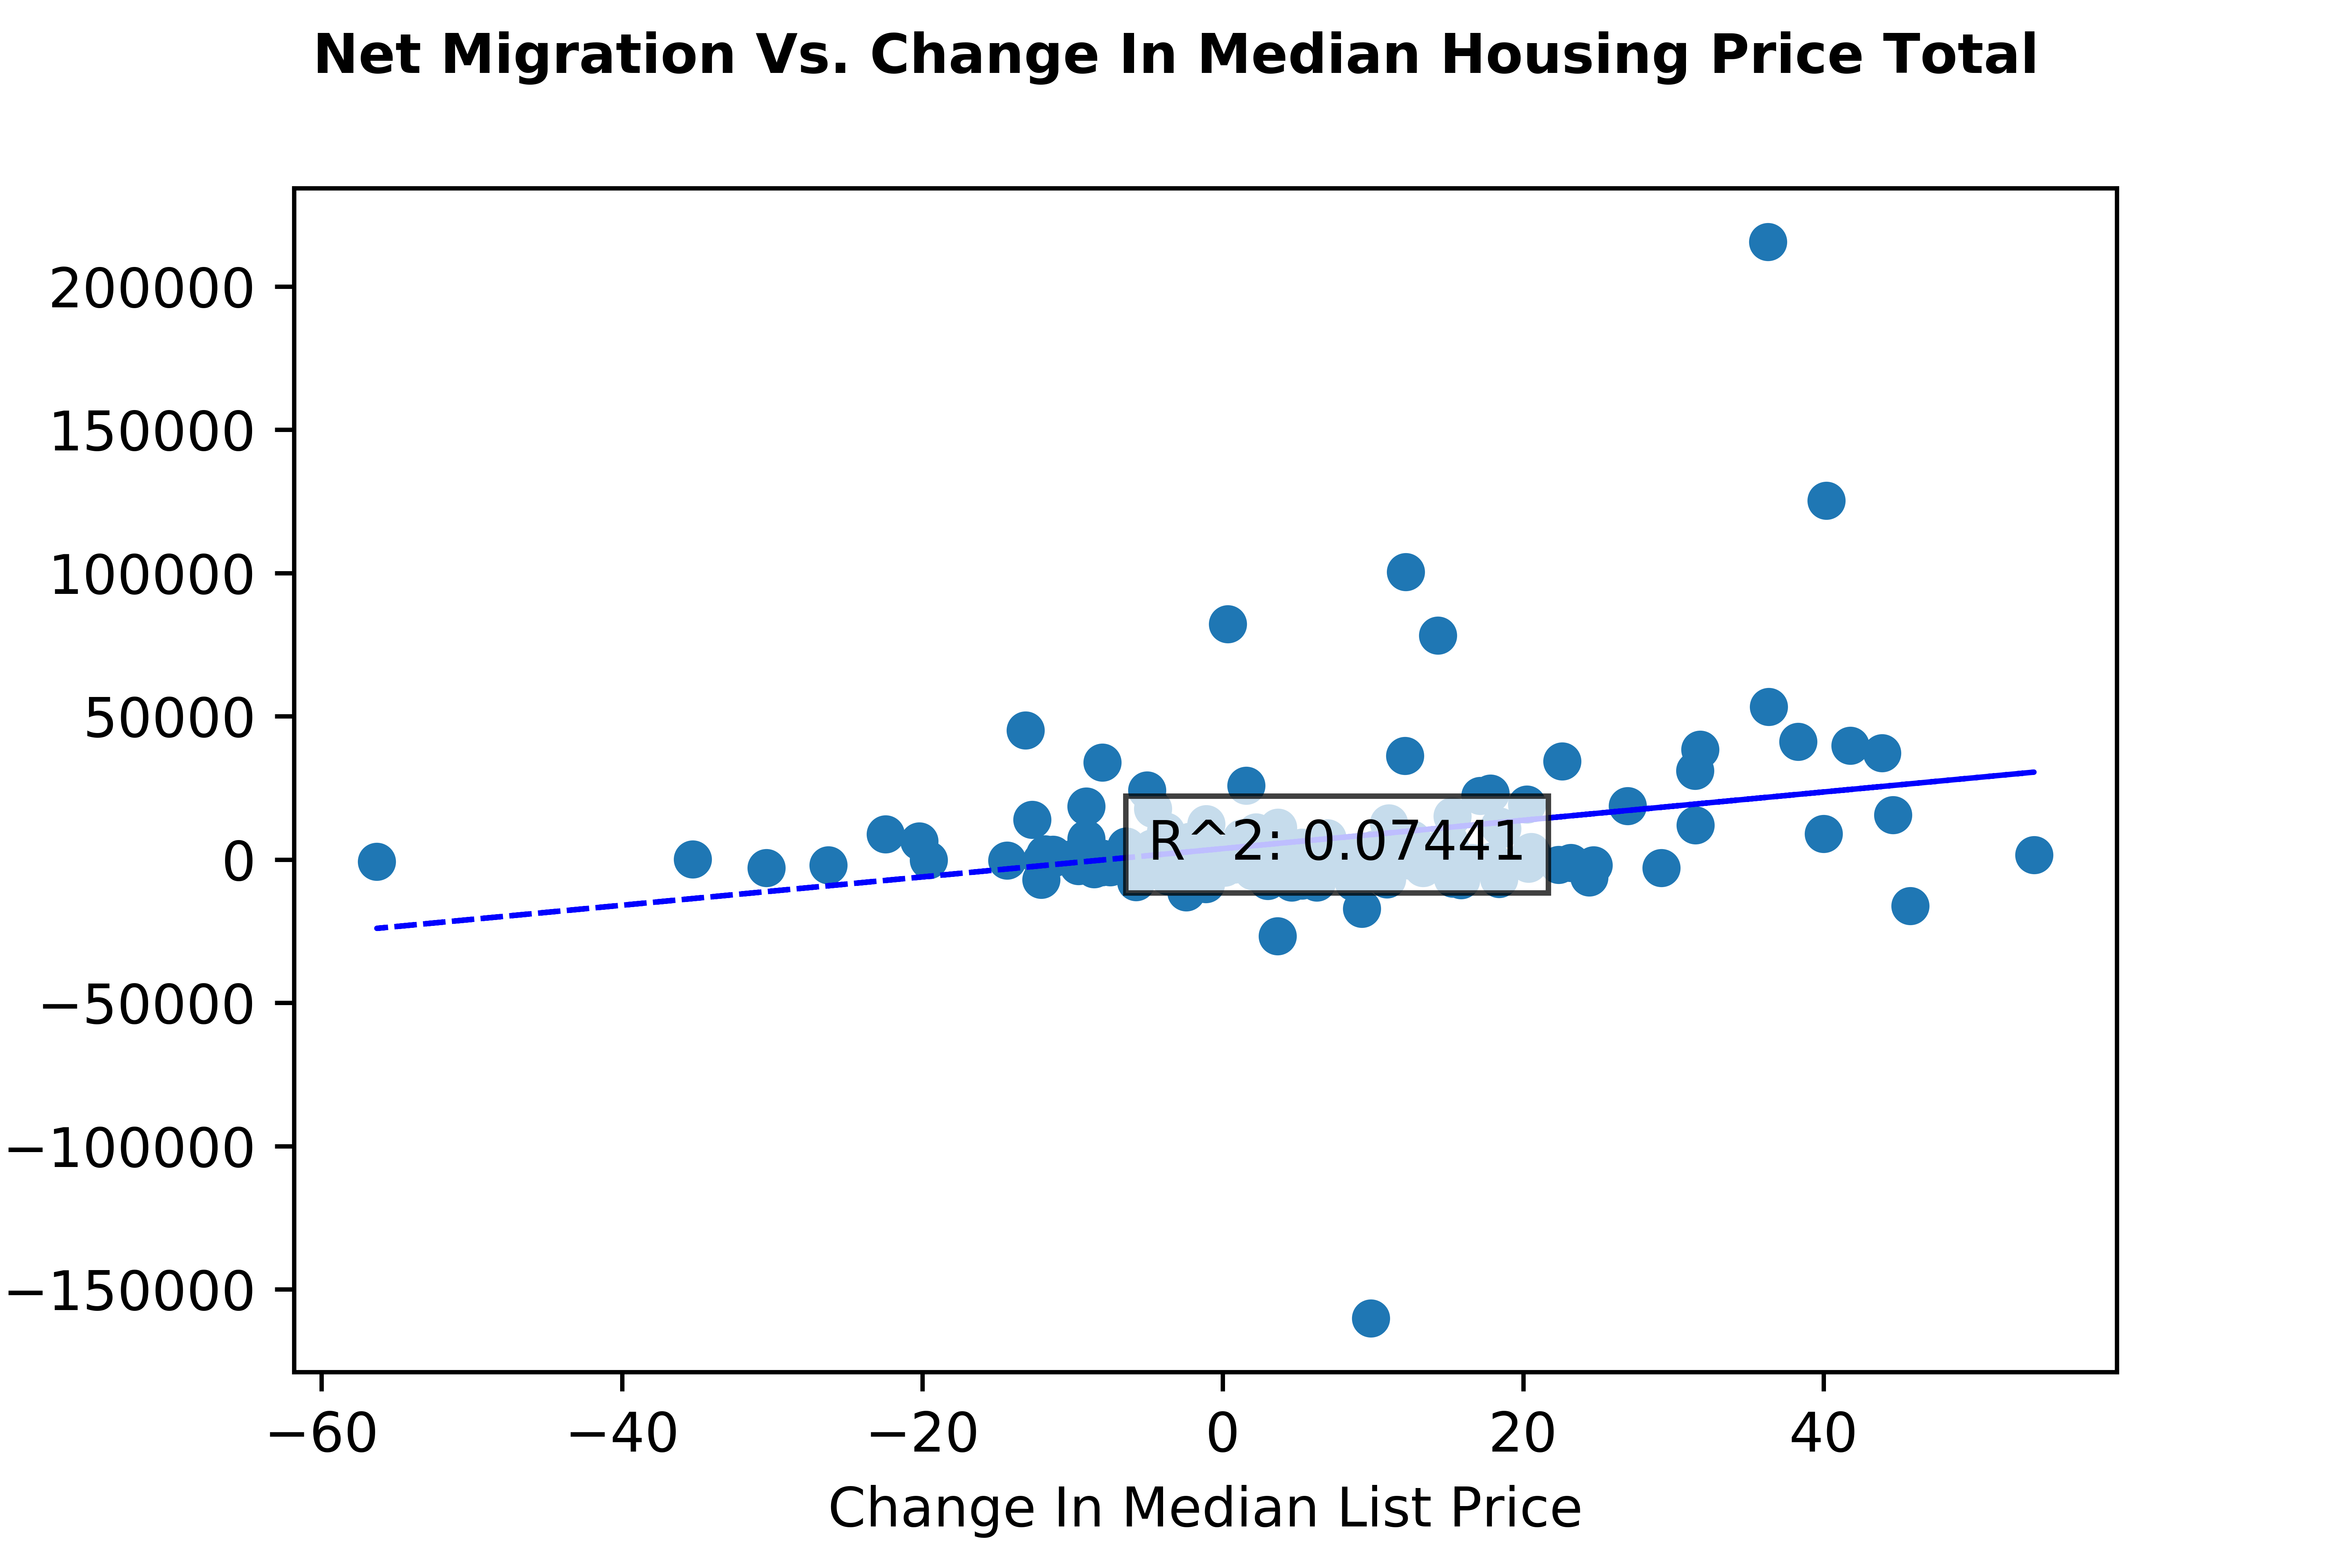 Net Migration Vs. Change In Median Housing Price Total
200000
150000
100000
50000
0
−50000
−100000
−150000
R^2: 0.07441
−60 −40 −20 0 20 40
Change In Median List Price